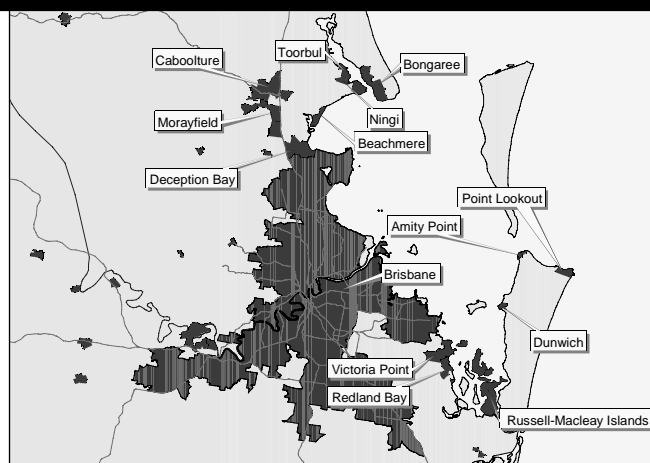 Toorbul
Caboolture
Bongaree
Morayfield
Ningi
Beachmere
Deception Bay
Point Lookout
Amity Point
Brisbane
Dunwich
Victoria Point
Redland Bay
Russell-Macleay Islands